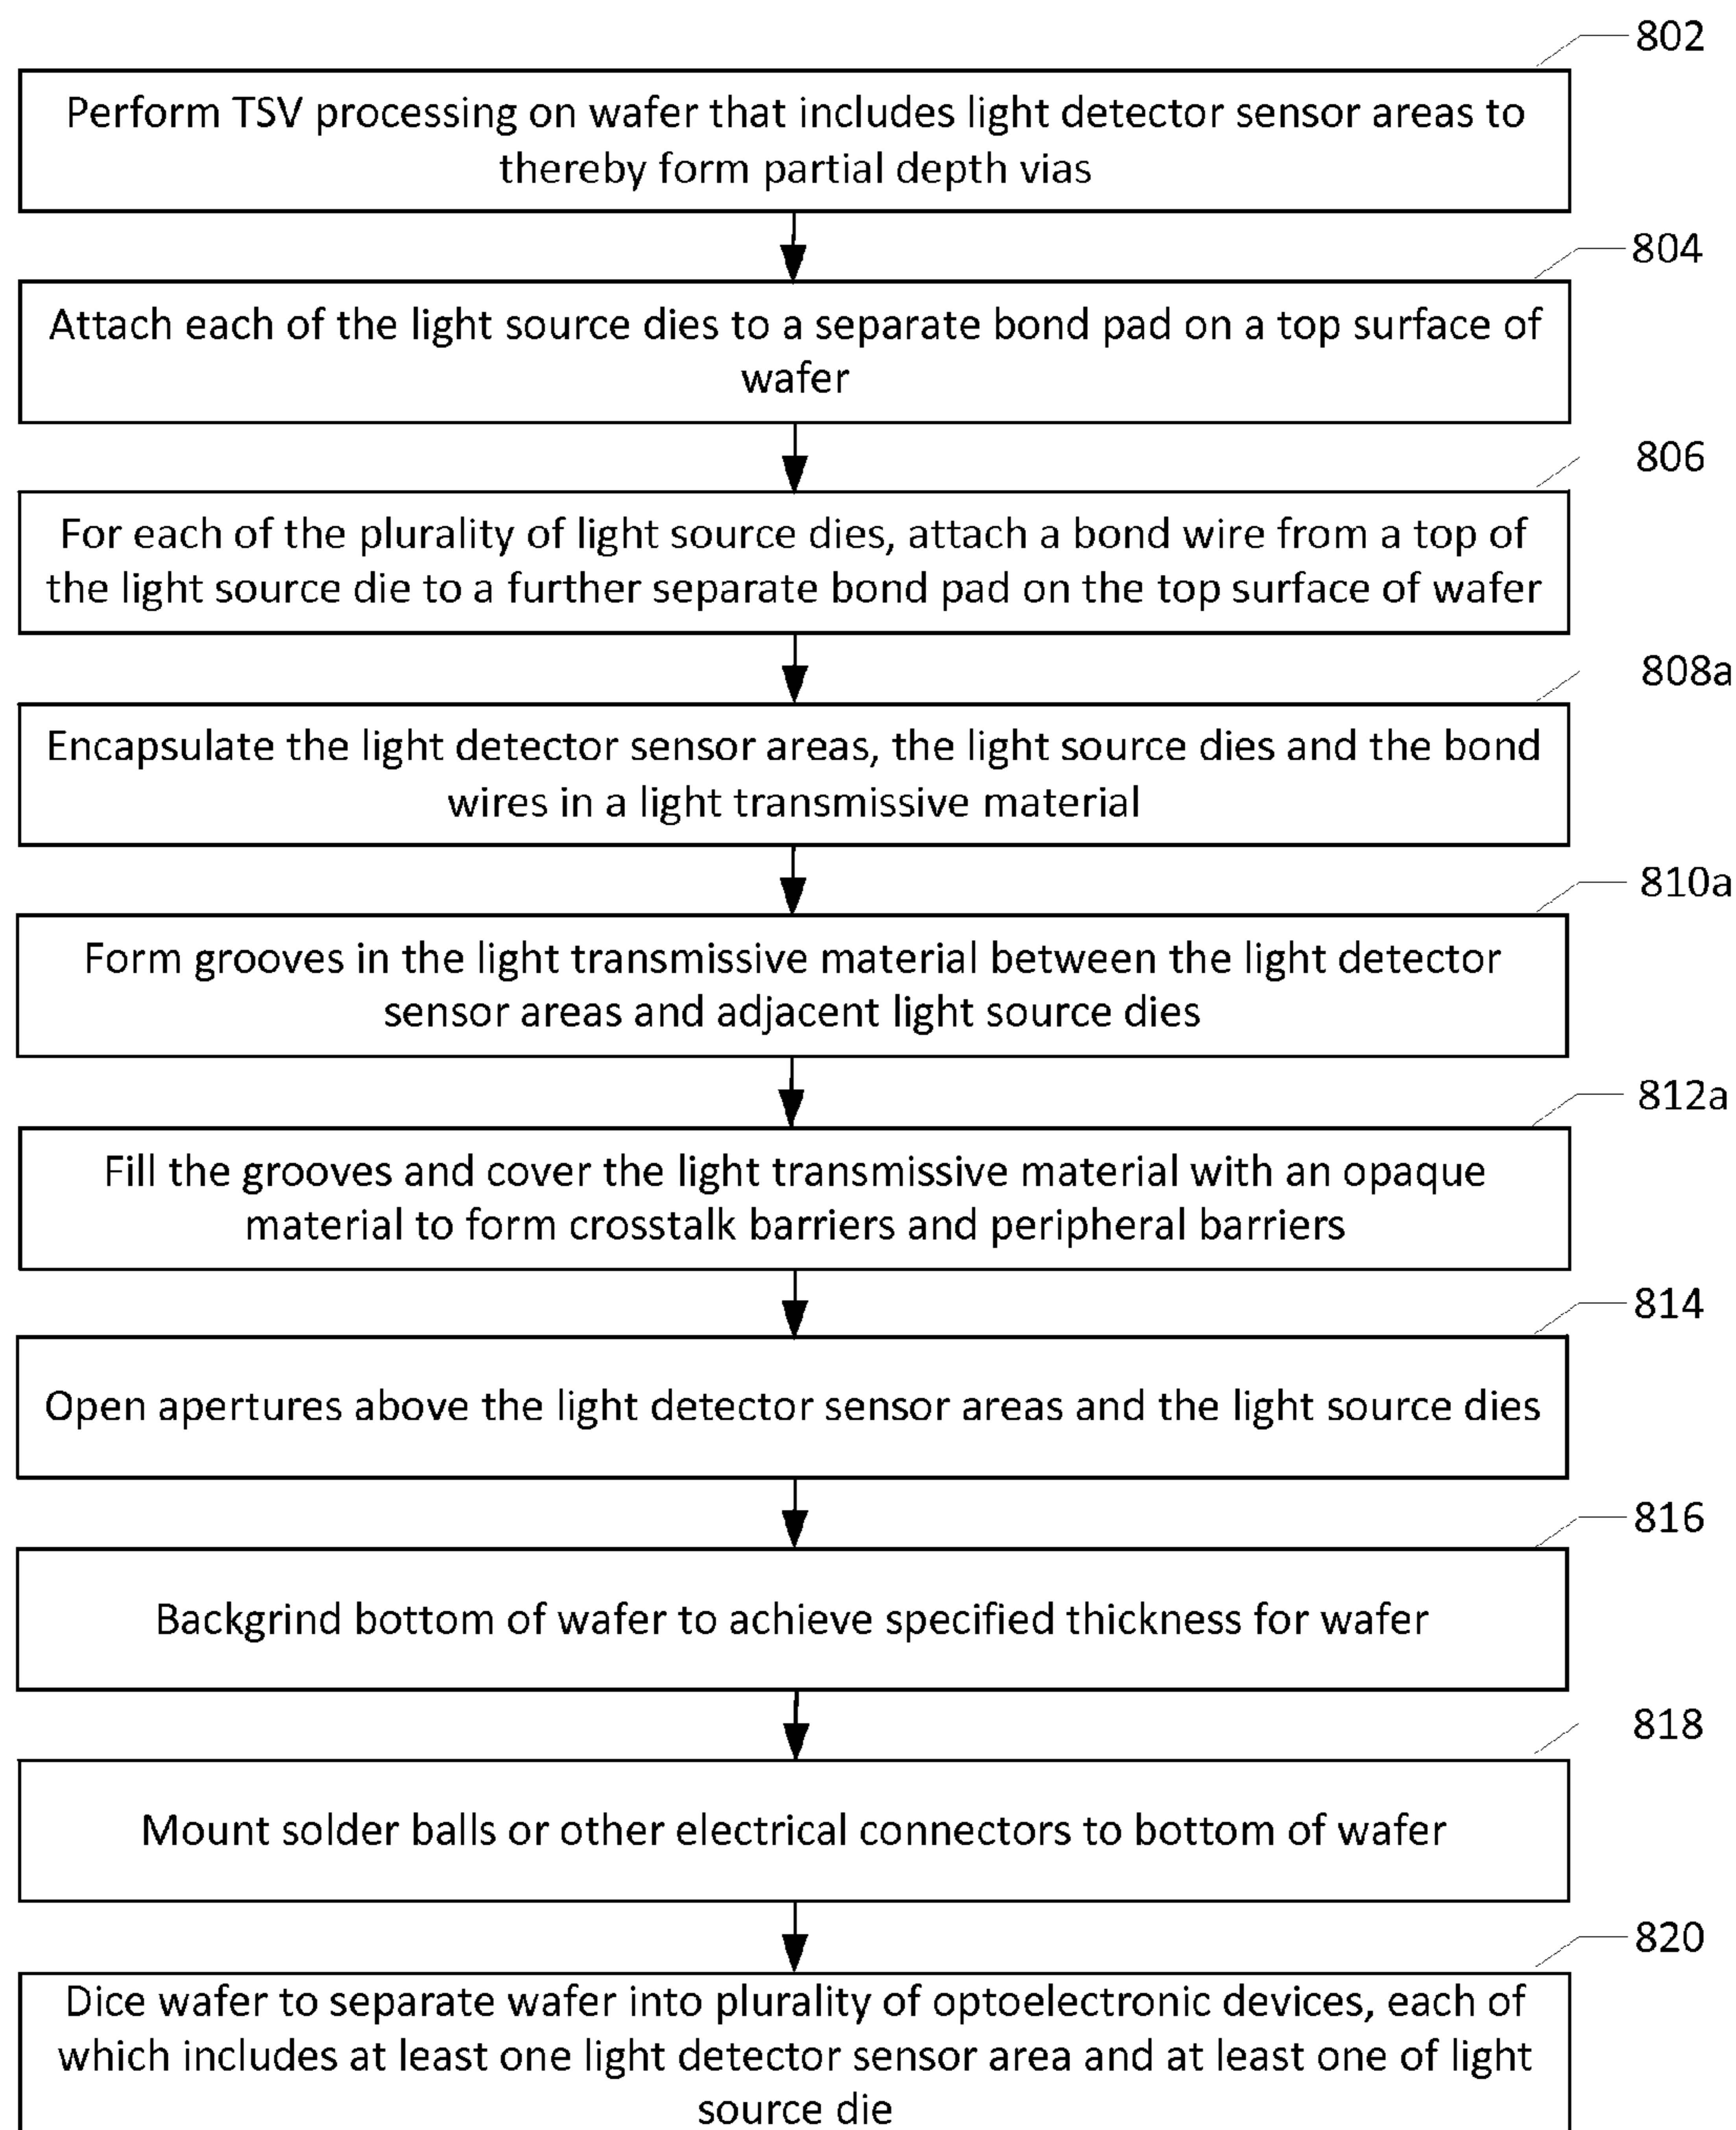 802
Perform TSV processing on wafer that includes light detector sensor areas to
thereby form partial depth vias
804
Attach each of the light source dies to a separate bond pad on a top surface of
wafer
806
For each of the plurality of light source dies, attach a bond wire from a top of
the light source die to a further separate bond pad on the top surface of wafer
808a
Encapsulate the light detector sensor areas, the light source dies and the bond
wires in a light transmissive material
810a
Form grooves in the light transmissive material between the light detector
sensor areas and adjacent light source dies
812a
Fill the grooves and cover the light transmissive material with an opaque
material to form crosstalk barriers and peripheral barriers
814
Open apertures above the light detector sensor areas and the light source dies
816
Backgrind bottom of wafer to achieve specified thickness for wafer
818
Mount solder balls or other electrical connectors to bottom of wafer
820
Dice wafer to separate wafer into plurality of optoelectronic devices, each of
which includes at least one light detector sensor area and at least one of light
source die